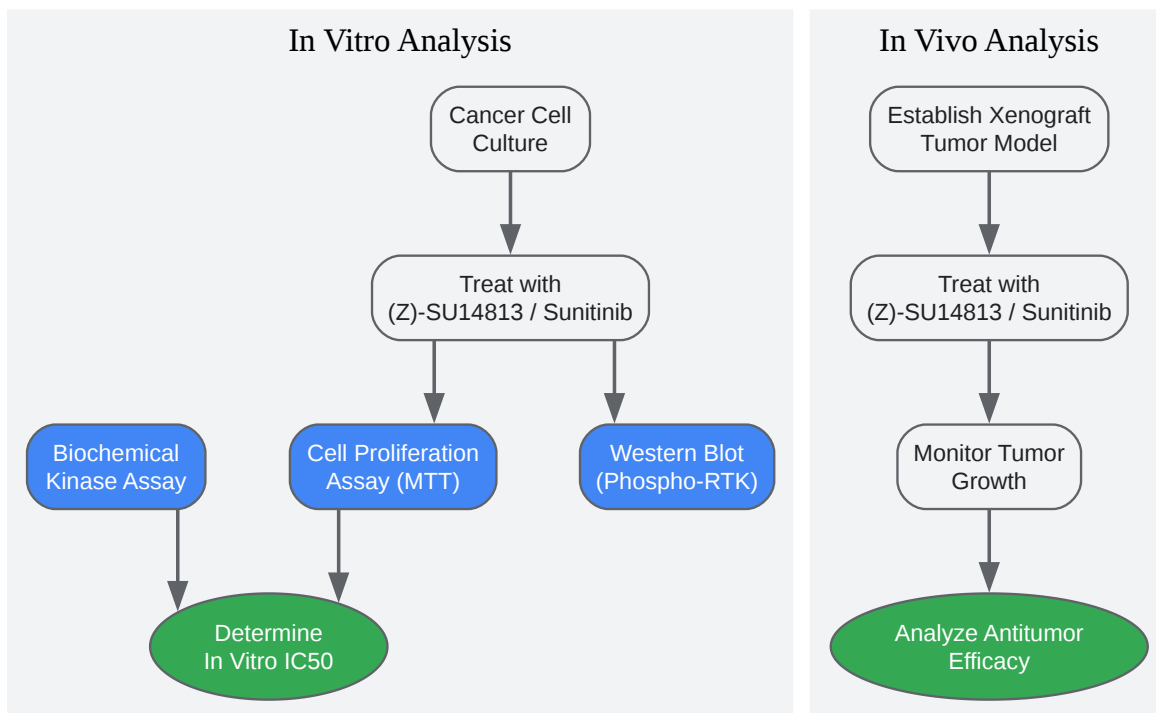 In Vitro Analysis
Cancer Cell
Culture
Treat with
(Z)-SU14813 / Sunitinib
Biochemical
Kinase Assay
Cell Proliferation
Assay (MTT)
Western Blot
(Phospho-RTK)
Determine
In Vitro IC50
In Vivo Analysis
Establish Xenograft
Tumor Model
Treat with
(Z)-SU14813 / Sunitinib
Monitor Tumor
Growth
Analyze Antitumor
Efficacy